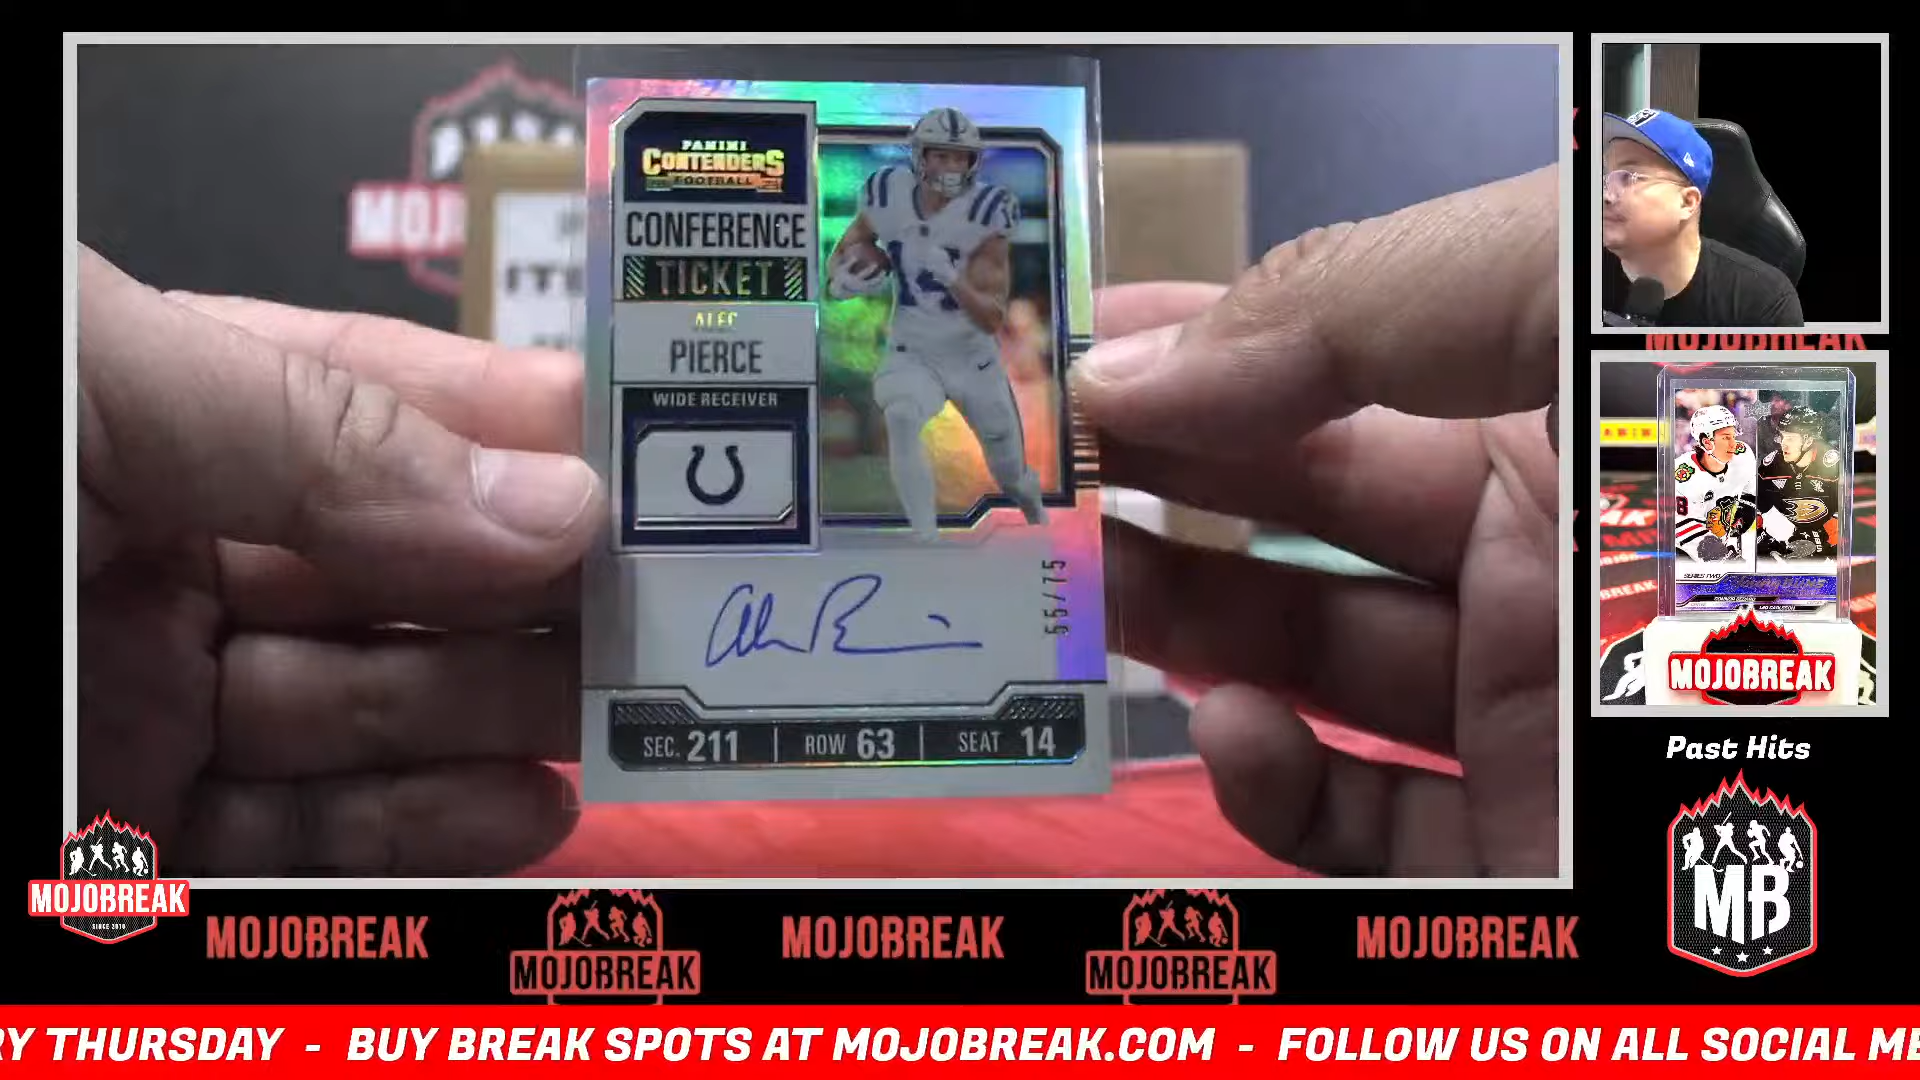 PANINI
CONTENDERS
FOOTBALL
CONFERENCE
TICKET
ALEC
PIERCE
WIDE RECEIVER
55/75
SEC. 211 | ROW 63 | SEAT 14
MOJOBREAK
Past Hits
MB
MOJOBREAK
SINCE 2010
MOJOBREAK
MOJOBREAK
MOJOBREAK
MOJOBREAK
MOJOBREAK
RY THURSDAY - BUY BREAK SPOTS AT MOJOBREAK.COM - FOLLOW US ON ALL SOCIAL ME